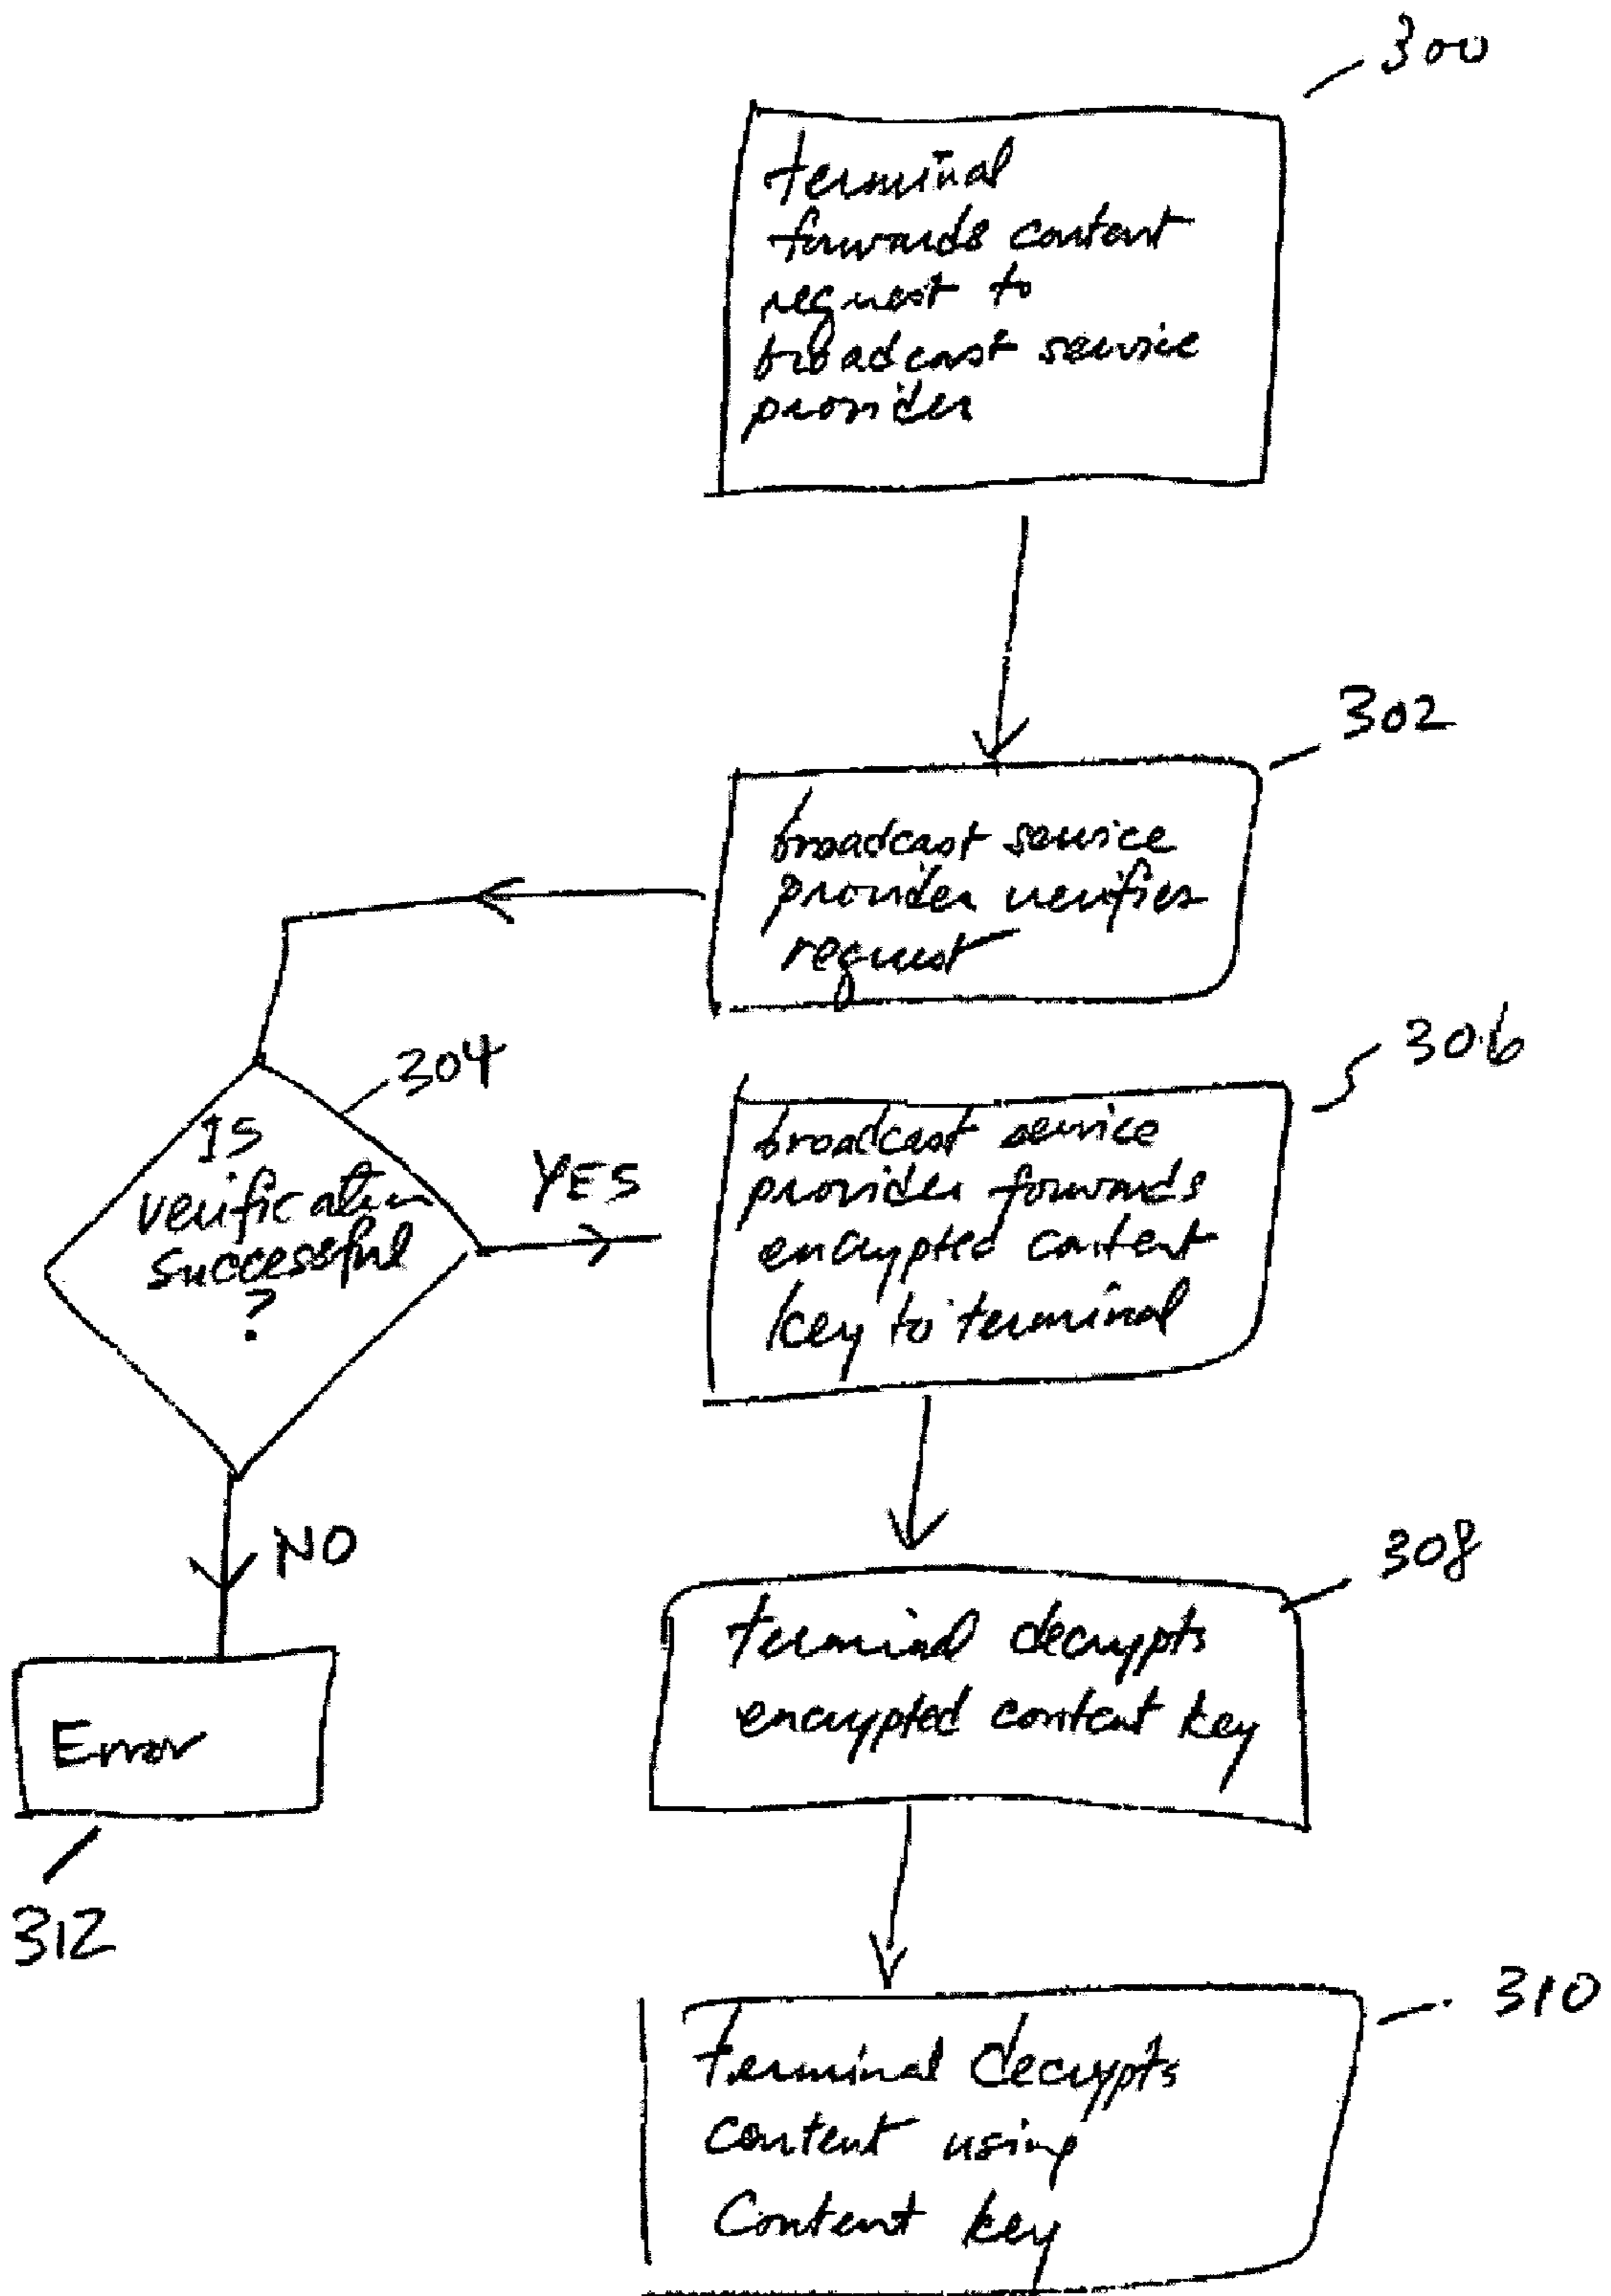 300
terminal
forwards content
request to
broadcast service
provider
302
broadcast service
provider verifies
request
304
IS
verification
successful
?
YES
NO
Error
312
306
broadcast service
provider forwards
encrypted content
key to terminal
308
terminal decrypts
encrypted content key
310
Terminal decrypts
content using
Content key